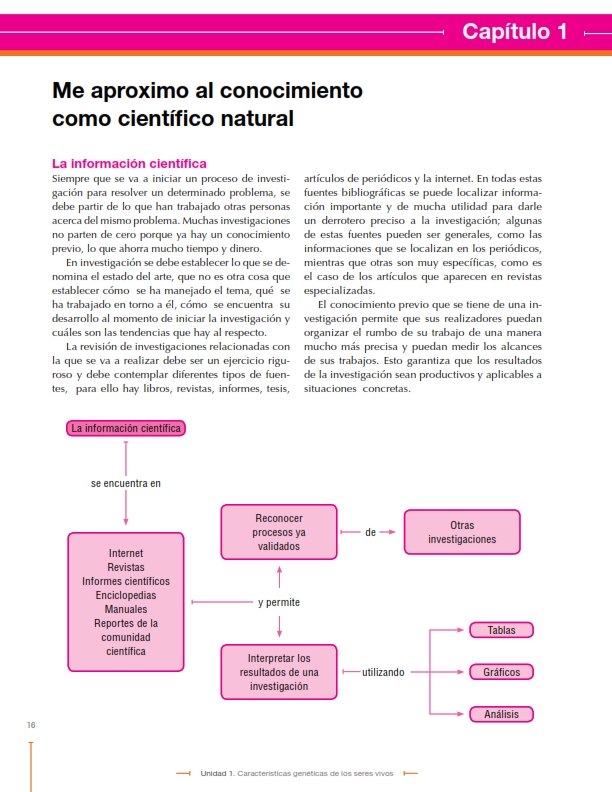 Capítulo 1
Me aproximo al conocimiento
como científico natural
La información científica
Siempre que se va a iniciar un proceso de investi-
gación para resolver un determinado problema, se
debe partir de lo que han trabajado otras personas
acerca del mismo problema. Muchas investigaciones
no parten de cero porque ya hay un conocimiento
previo, lo que ahorra mucho tiempo y dinero.
En investigación se debe establecer lo que se de-
nomina el estado del arte, que no es otra cosa que
establecer cómo se ha manejado el tema, qué se
ha trabajado en torno a él, cómo se encuentra su
desarrollo al momento de iniciar la investigación y
cuáles son las tendencias que hay al respecto.
La revisión de investigaciones relacionadas con
la que se va a realizar debe ser un ejercicio rigu-
roso y debe contemplar diferentes tipos de fuen-
tes, para ello hay libros, revistas, informes, tesis,
artículos de periódicos y la internet. En todas estas
fuentes bibliográficas se puede localizar informa-
ción importante y de mucha utilidad para darle
un derrotero preciso a la investigación; algunas
de estas fuentes pueden ser generales, como las
informaciones que se localizan en los periódicos,
mientras que otras son muy específicas, como es
el caso de los artículos que aparecen en revistas
especializadas.
El conocimiento previo que se tiene de una in-
vestigación permite que sus realizadores puedan
organizar el rumbo de su trabajo de una manera
mucho más precisa y puedan medir los alcances
de sus trabajos. Esto garantiza que los resultados
de la investigación sean productivos y aplicables a
situaciones concretas.
La información científica
se encuentra en
Internet
Revistas
Informes científicos
Enciclopedias
Manuales
Reportes de la
comunidad
científica
y permite
Reconocer
procesos ya
validados
de
Otras
investigaciones
Interpretar los
resultados de una
investigación
utilizando
Tablas
Gráficos
Análisis
16
Unidad 1. Características genéticas de los seres vivos